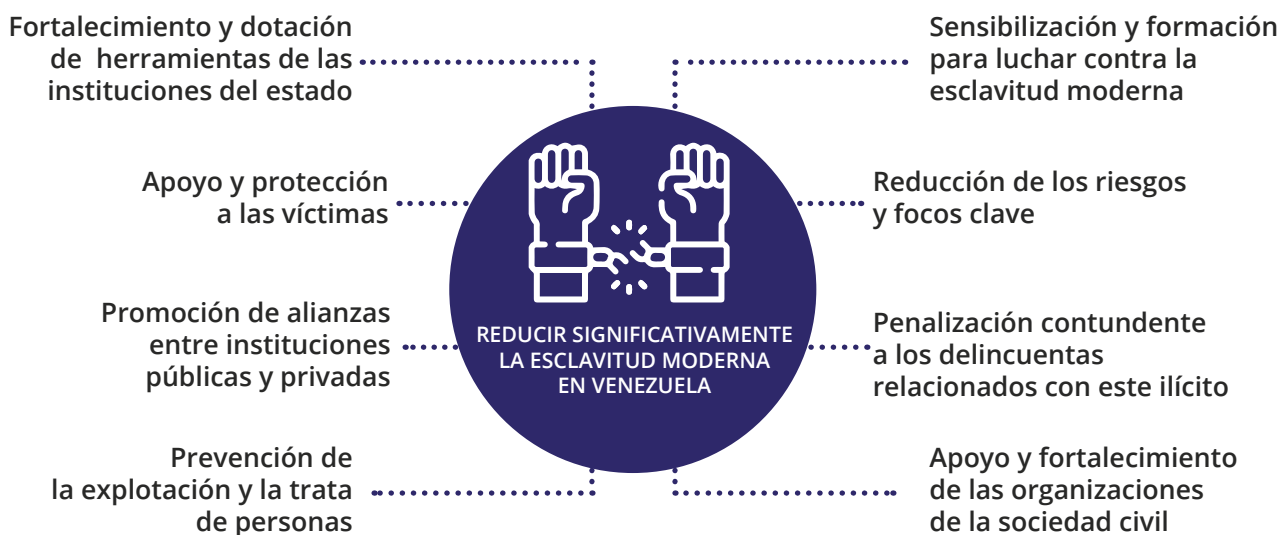 Fortalecimiento y dotación
de herramientas de las
instituciones del estado
Sensibilización y formación
para luchar contra la
esclavitud moderna
Apoyo y protección
a las víctimas
Reducción de los riesgos
y focos clave
REDUCIR SIGNIFICATIVAMENTE
LA ESCLAVITUD MODERNA
EN VENEZUELA
Promoción de alianzas
entre instituciones
públicas y privadas
Penalización contundente
a los delincuentes
relacionados con este ilícito
Prevención de
la explotación y la trata
de personas
Apoyo y fortalecimiento
de las organizaciones
de la sociedad civil